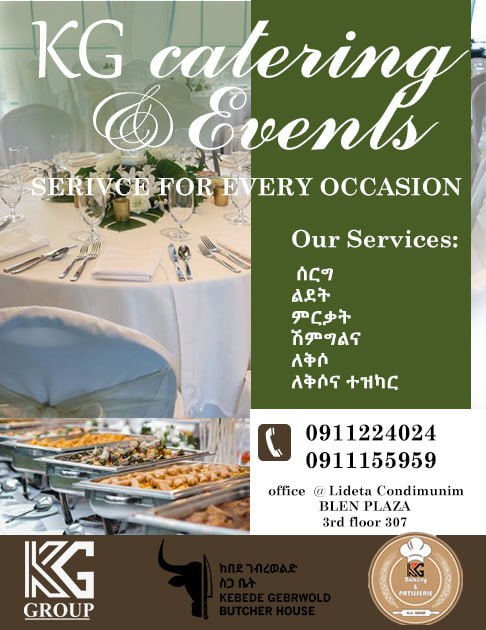 KG catering
& Events
SERIVCE FOR EVERY OCCASION
Our Services:
ሰርግ
ልደት
ምርቃት
ሽምግልና
ለቅሶ
ለቅሶና ተዝካር
0911224024
0911155959
office @ Lideta Condimunim
BLEN PLAZA
3rd floor 307
KG
GROUP
ከበደ ገብረወልድ
ስጋ ቤት
KEBEDE GEBRWOLD
BUTCHER HOUSE
KG
Bakery
&
PATISSERIE